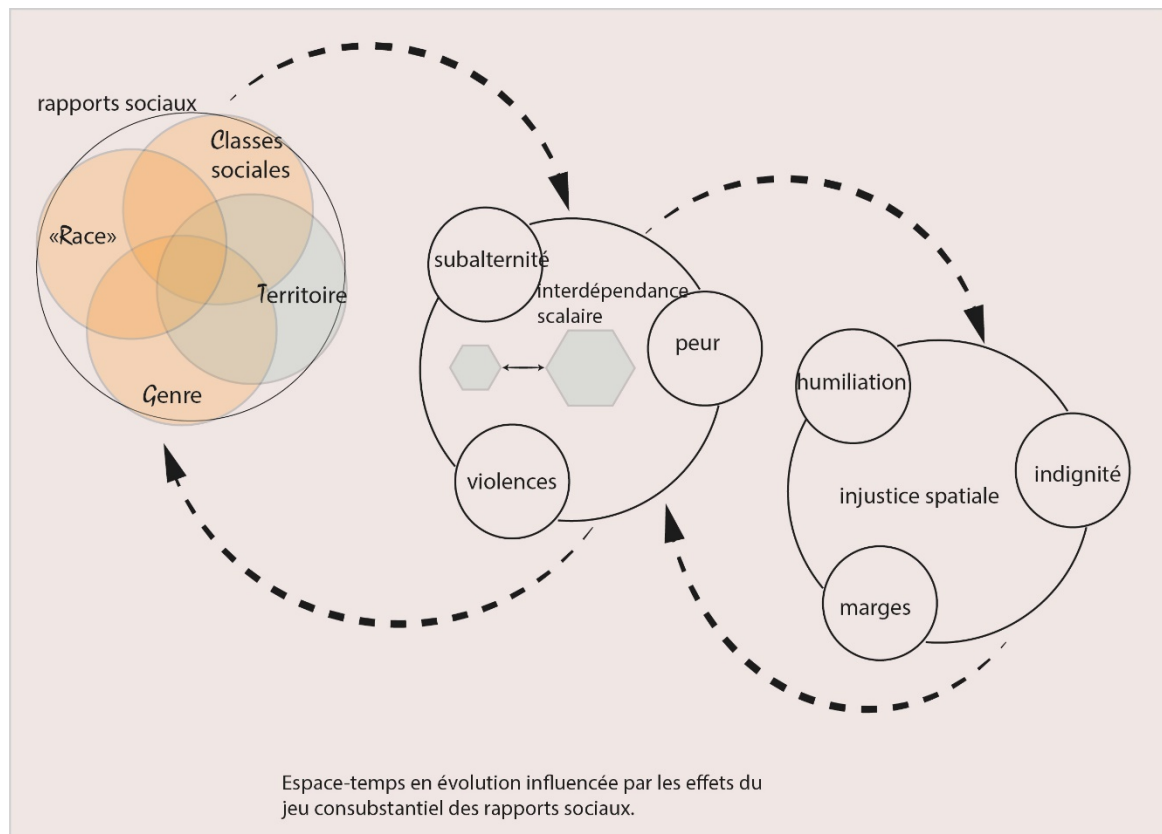 rapports sociaux
Classes
sociales
«Race»
Territoire
Genre
subalternité
interdépendance
scalaire
peur
violences
humiliation
indignité
injustice spatiale
marges
Espace-temps en évolution influencée par les effets du
jeu consubstantiel des rapports sociaux.